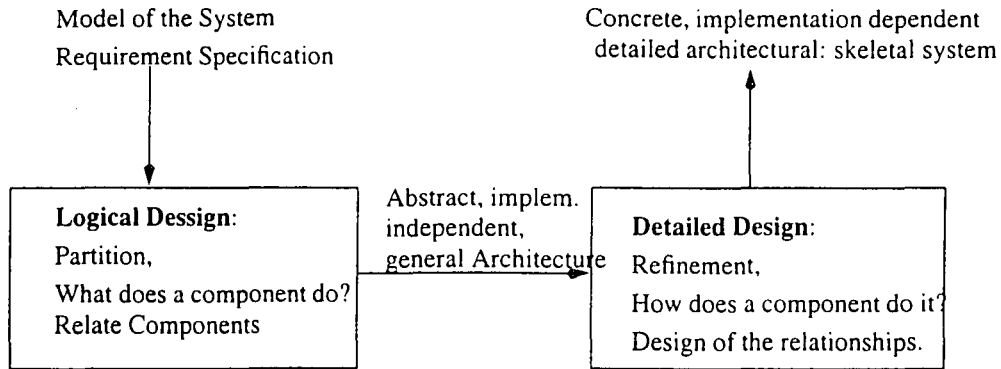 Model of the System
Requirement Specification
Concrete, implementation dependent
detailed architectural: skeletal system
Logical Dessign:
Partition,
What does a component do?
Relate Components
Abstract, implem.
independent,
general Architecture
Detailed Design:
Refinement,
How does a component do it?
Design of the relationships.